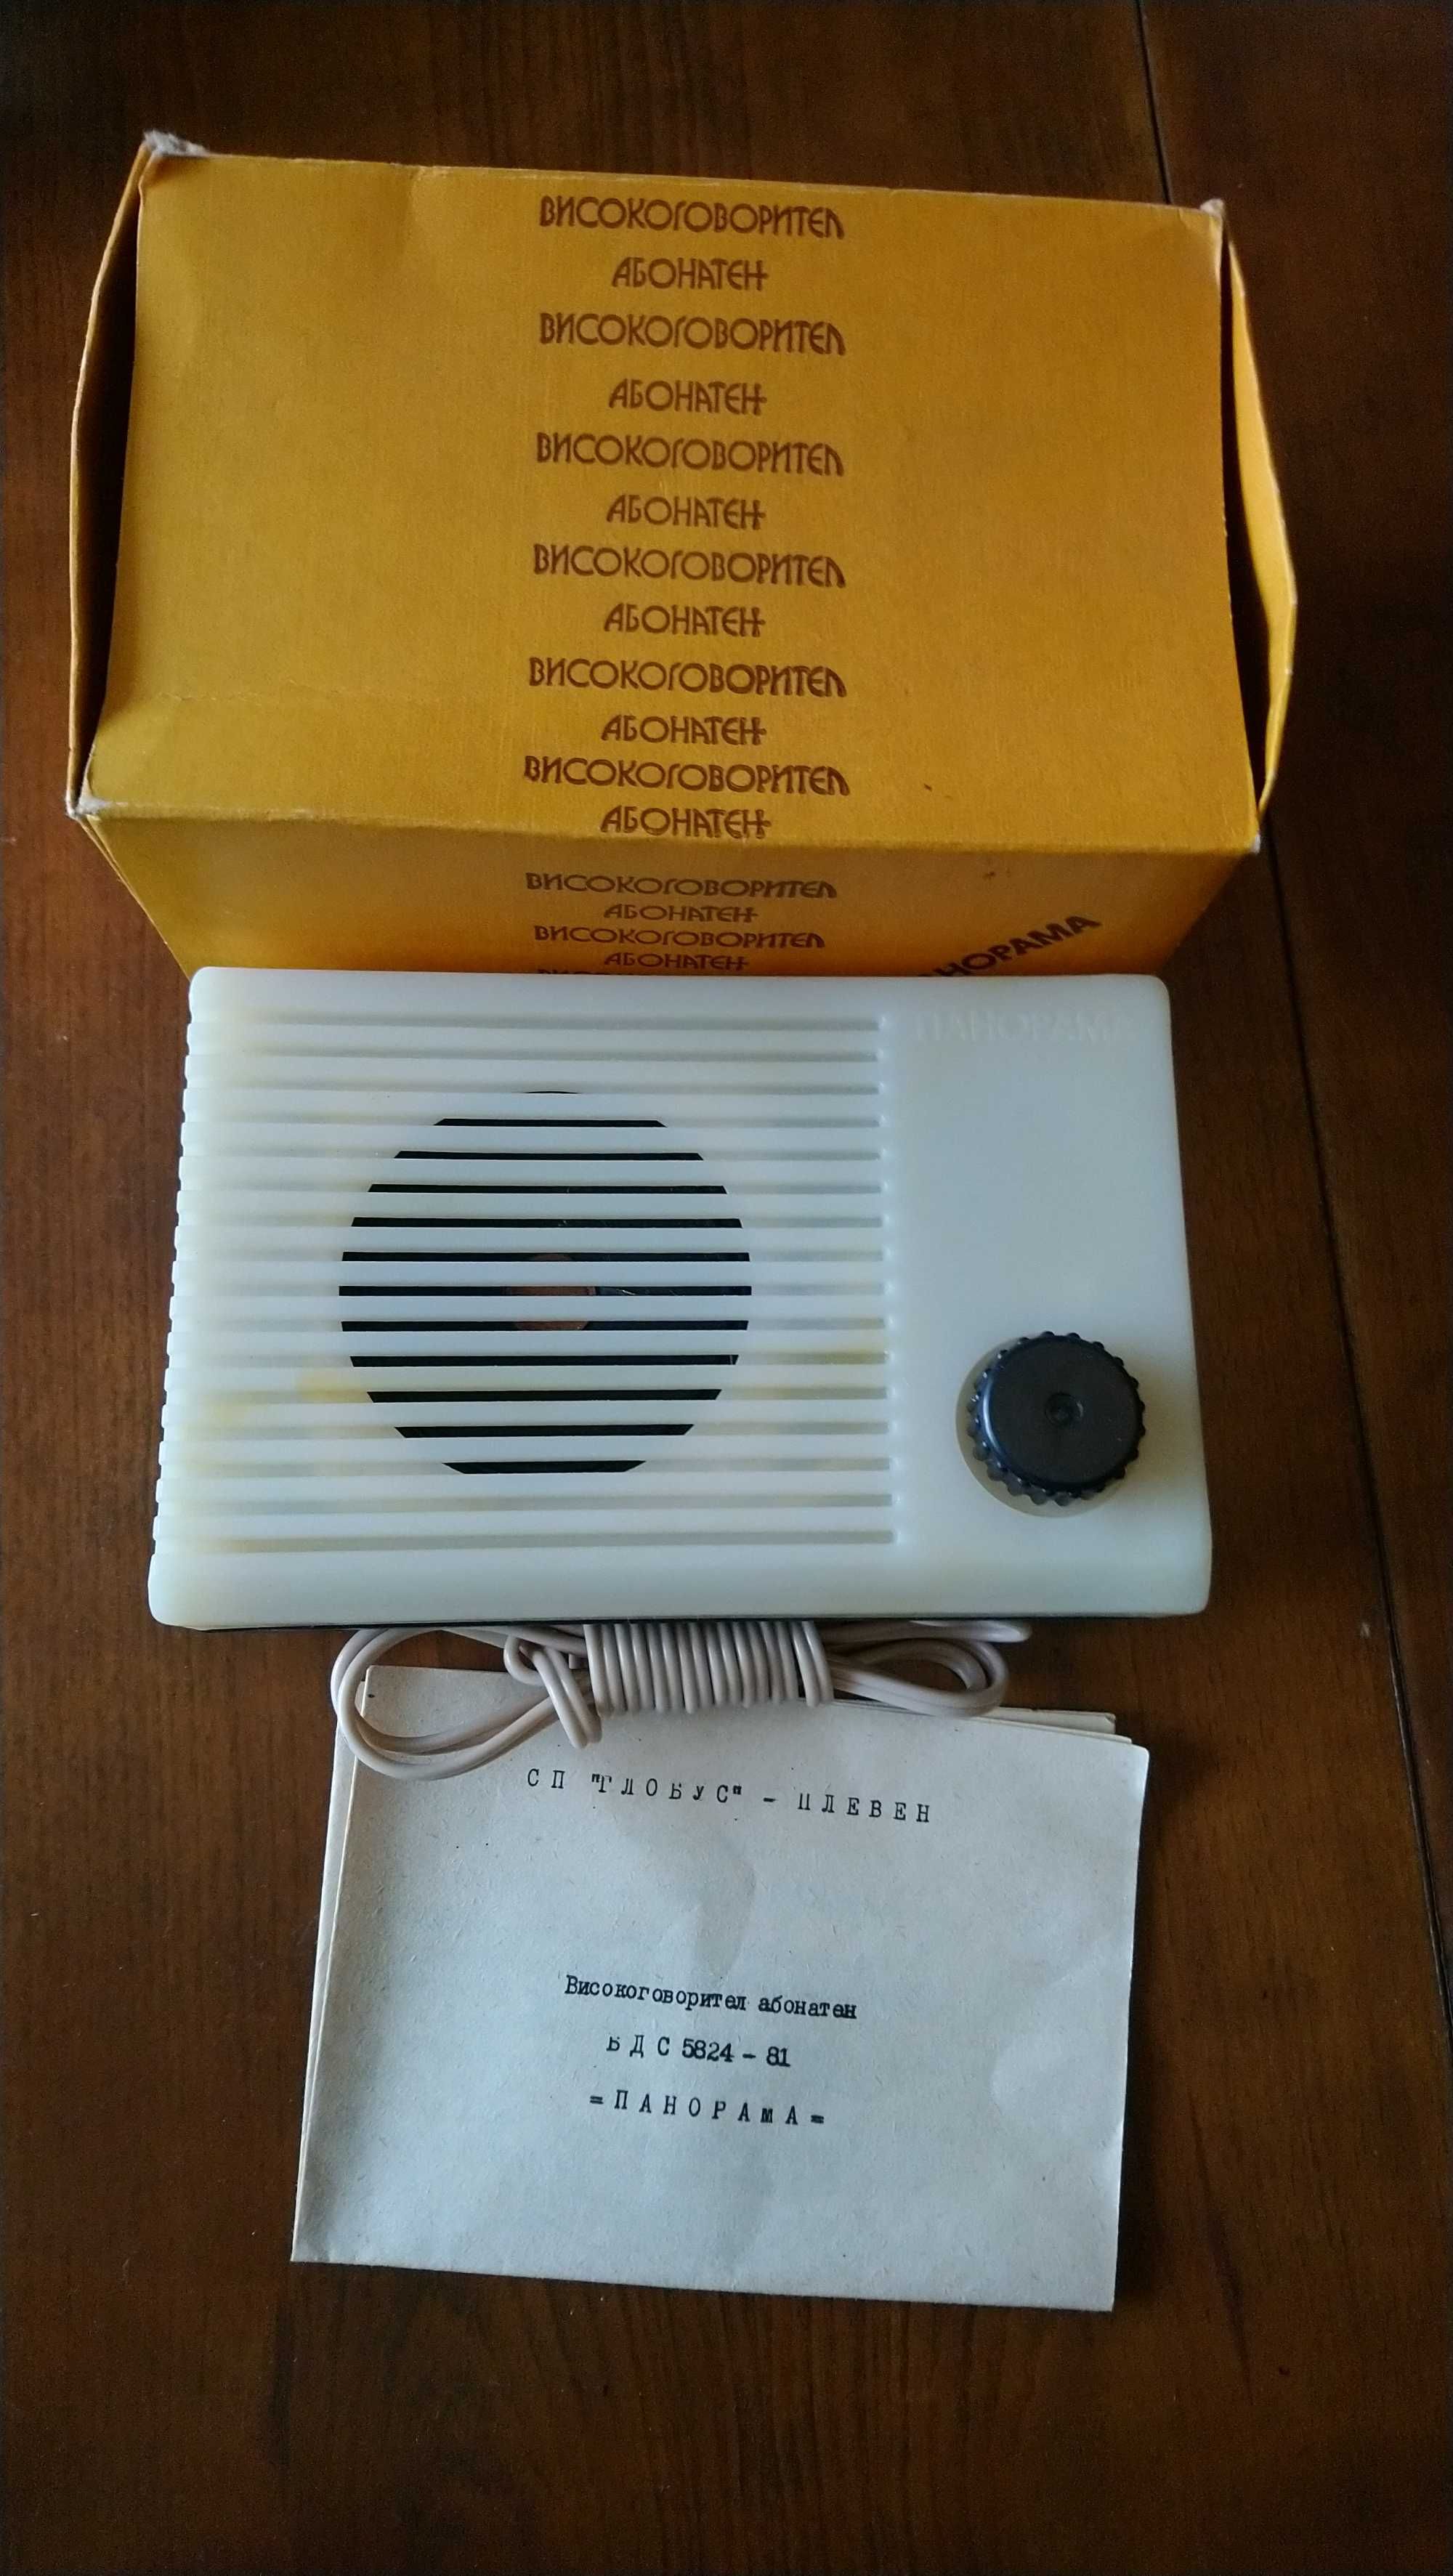 ВИСОКОГОВОРИТЕЛ
АБОНАТЕН
ВИСОКОГОВОРИТЕЛ
АБОНАТЕН
ВИСОКОГОВОРИТЕЛ
АБОНАТЕН
ВИСОКОГОВОРИТЕЛ
АБОНАТЕН
ВИСОКОГОВОРИТЕЛ
АБОНАТЕН
ВИСОКОГОВОРИТЕЛ
АБОНАТЕН
ВИСОКОГОВОРИТЕЛ
АБОНАТЕН
ВИСОКОГОВОРИТЕЛ
АБОНАТЕН
НОРАМА
ПАНОРАМА
СП "ГЛОБУС" - ПЛЕВЕН
Високоговорител абонатен
БДС 5824 - 81
=ПАНОРАмА=